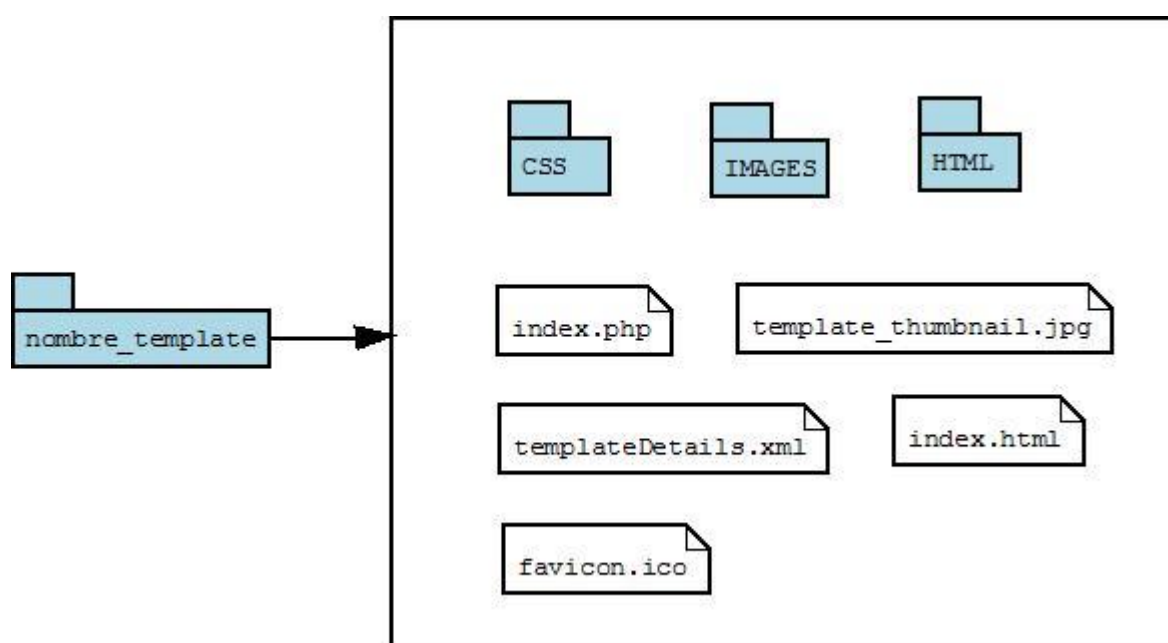 CSS
IMAGES
HTML
nombre_template
index.php
template_thumbnail.jpg
templateDetails.xml
index.html
favicon.ico